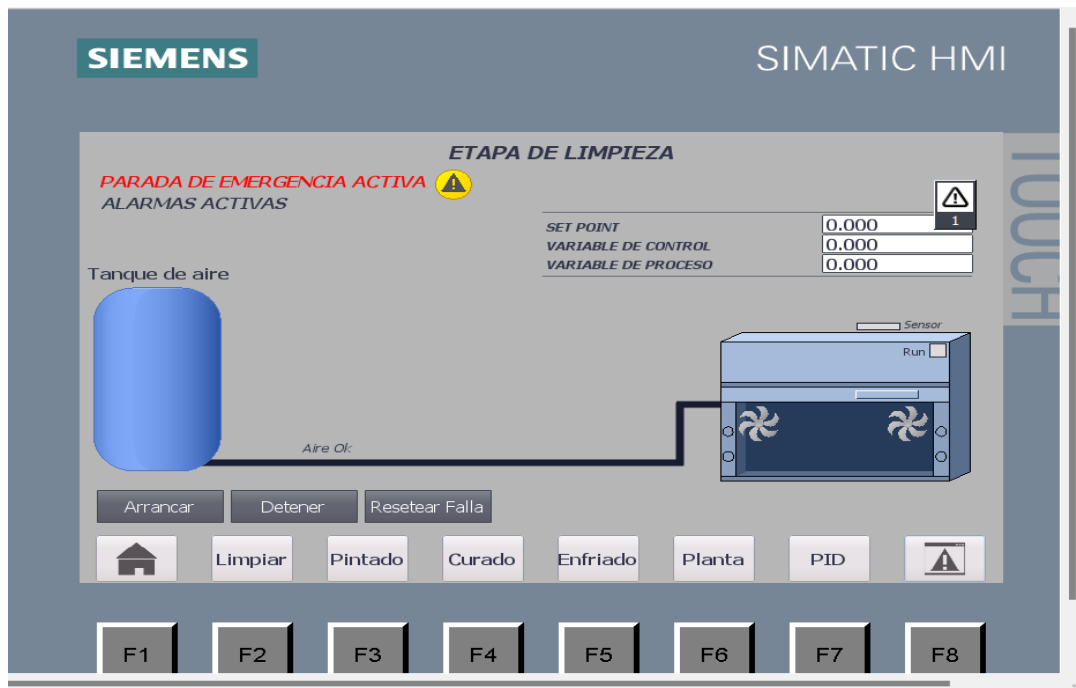 SIEMENS
SIMATIC HMI
TOUCH
ETAPA DE LIMPIEZA
PARADA DE EMERGENCIA ACTIVA
ALARMAS ACTIVAS
1
SET POINT 0.000
VARIABLE DE CONTROL 0.000
VARIABLE DE PROCESO 0.000
Tanque de aire
Sensor
Run
Aire Ok
Arrancar Detener Resetear Falla
Limpiar Pintado Curado Enfriado Planta PID
F1 F2 F3 F4 F5 F6 F7 F8